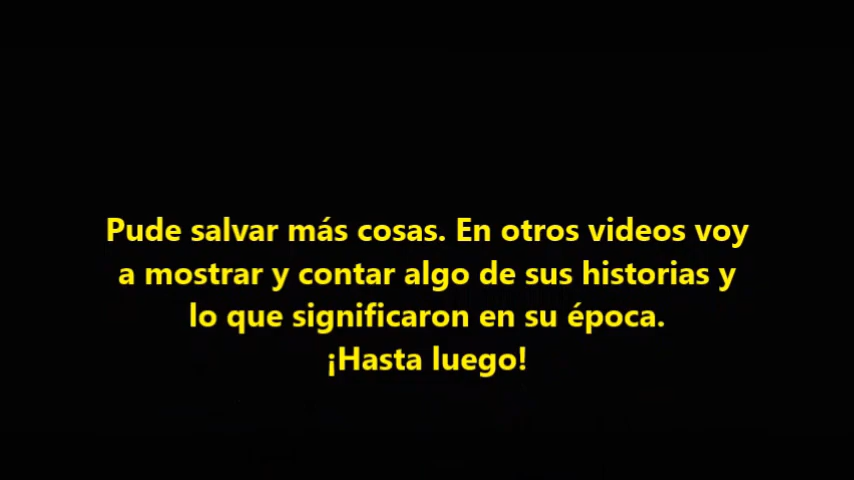 Pude salvar más cosas. En otros videos voy
a mostrar y contar algo de sus historias y
lo que significaron en su época.
¡Hasta luego!